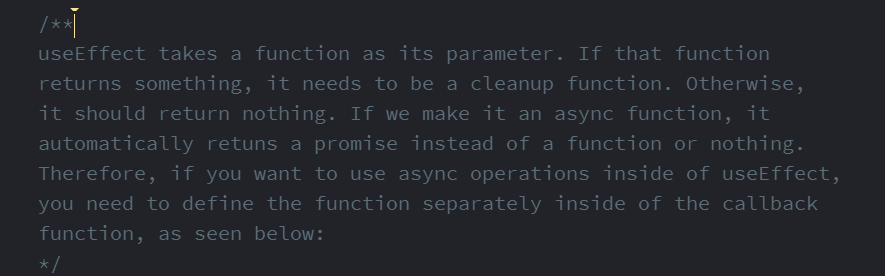 /**
useEffect takes a function as its parameter. If that function
returns something, it needs to be a cleanup function. Otherwise,
it should return nothing. If we make it an async function, it
automatically retuns a promise instead of a function or nothing.
Therefore, if you want to use async operations inside of useEffect,
you need to define the function separately inside of the callback
function, as seen below:
*/